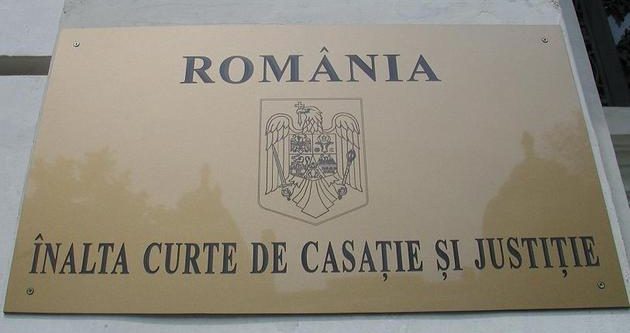 ROMÂNIA
ÎNALTA CURTE DE CASAȚIE ȘI JUSTIȚIE